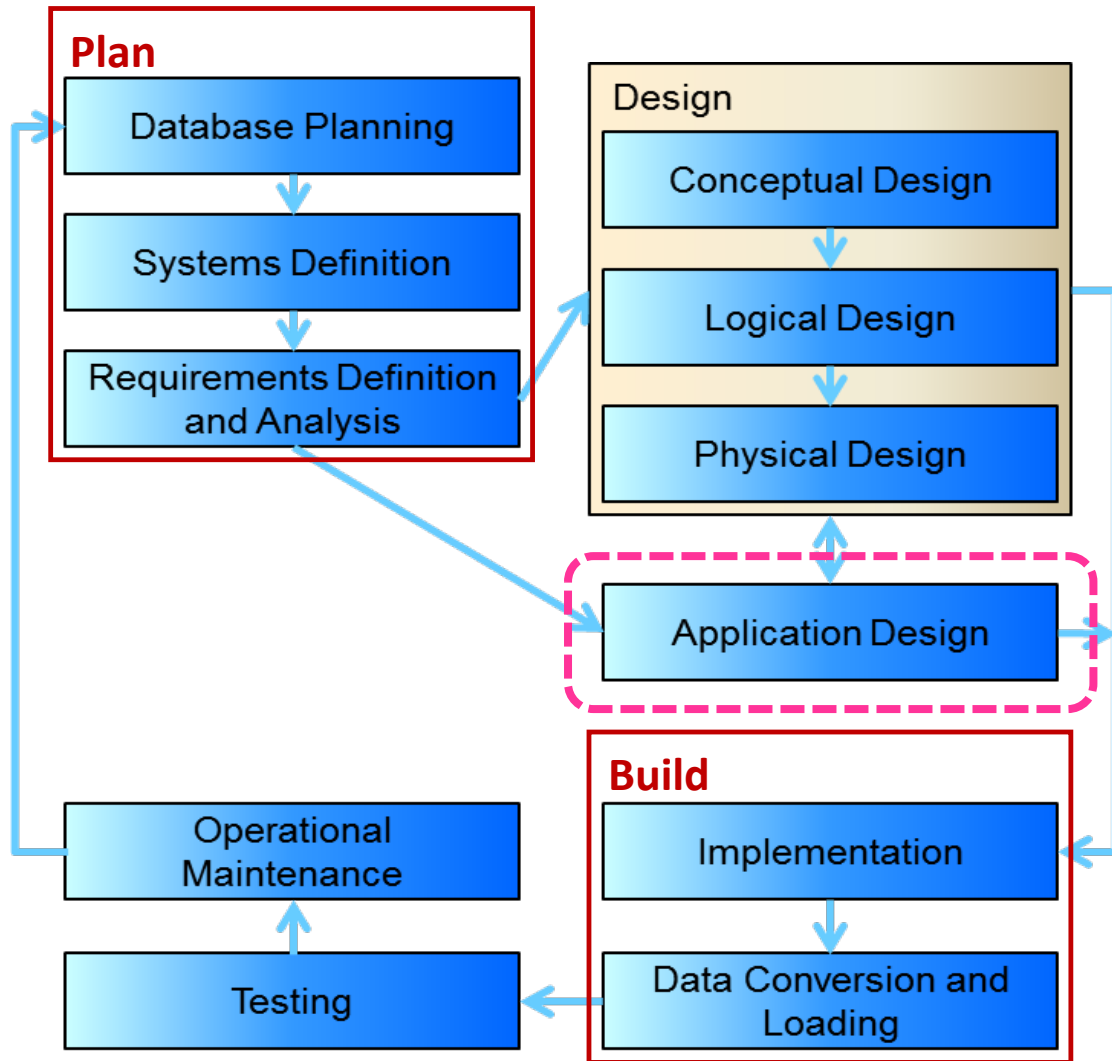 Plan
Database Planning
Systems Definition
Requirements Definition
and Analysis
Design
Conceptual Design
Logical Design
Physical Design
Application Design
Build
Implementation
Data Conversion and
Loading
Testing
Operational
Maintenance